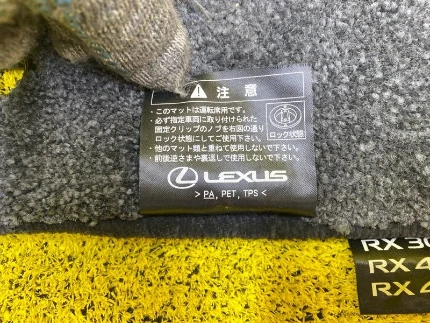 注意
・このマットは運転席用です。
・必ず指定車両に取り付けられた
固定クリップのノブを右図の通り
ロック状態にしてご使用下さい。
ロック状態
・他のマット類と重ねて使用しないで下さい。
・前後逆さまや裏返しで使用しないで下さい。
LEXUS
>PA, PET, TPS<
RX 30
RX 4
RX 4